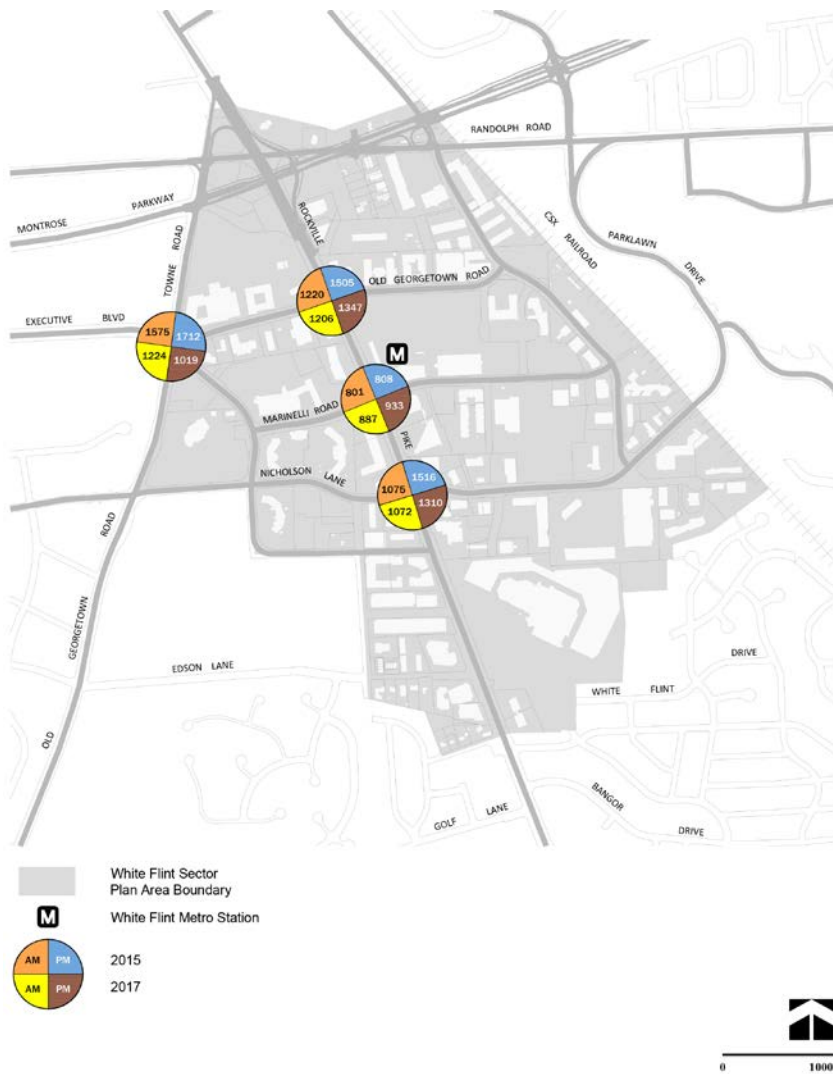 RANDOLPH ROAD
MONTROSE PARKWAY
ROCKVILLE
CSX RAILROAD
PARKLAWN DRIVE
TOWNE ROAD
OLD GEORGETOWN ROAD
1220 1505
1206 1347
EXECUTIVE BLVD
1575 1712
1224 1019
M
801 808
887 933
MARINELLI ROAD
PIKE
NICHOLSON LANE
1075 1516
1072 1310
OLD GEORGETOWN ROAD
EDSON LANE
WHITE FLINT DRIVE
BANGOR DRIVE
GOLF LANE
White Flint Sector
Plan Area Boundary
M
White Flint Metro Station
AM PM 2015
AM PM 2017
0 1000